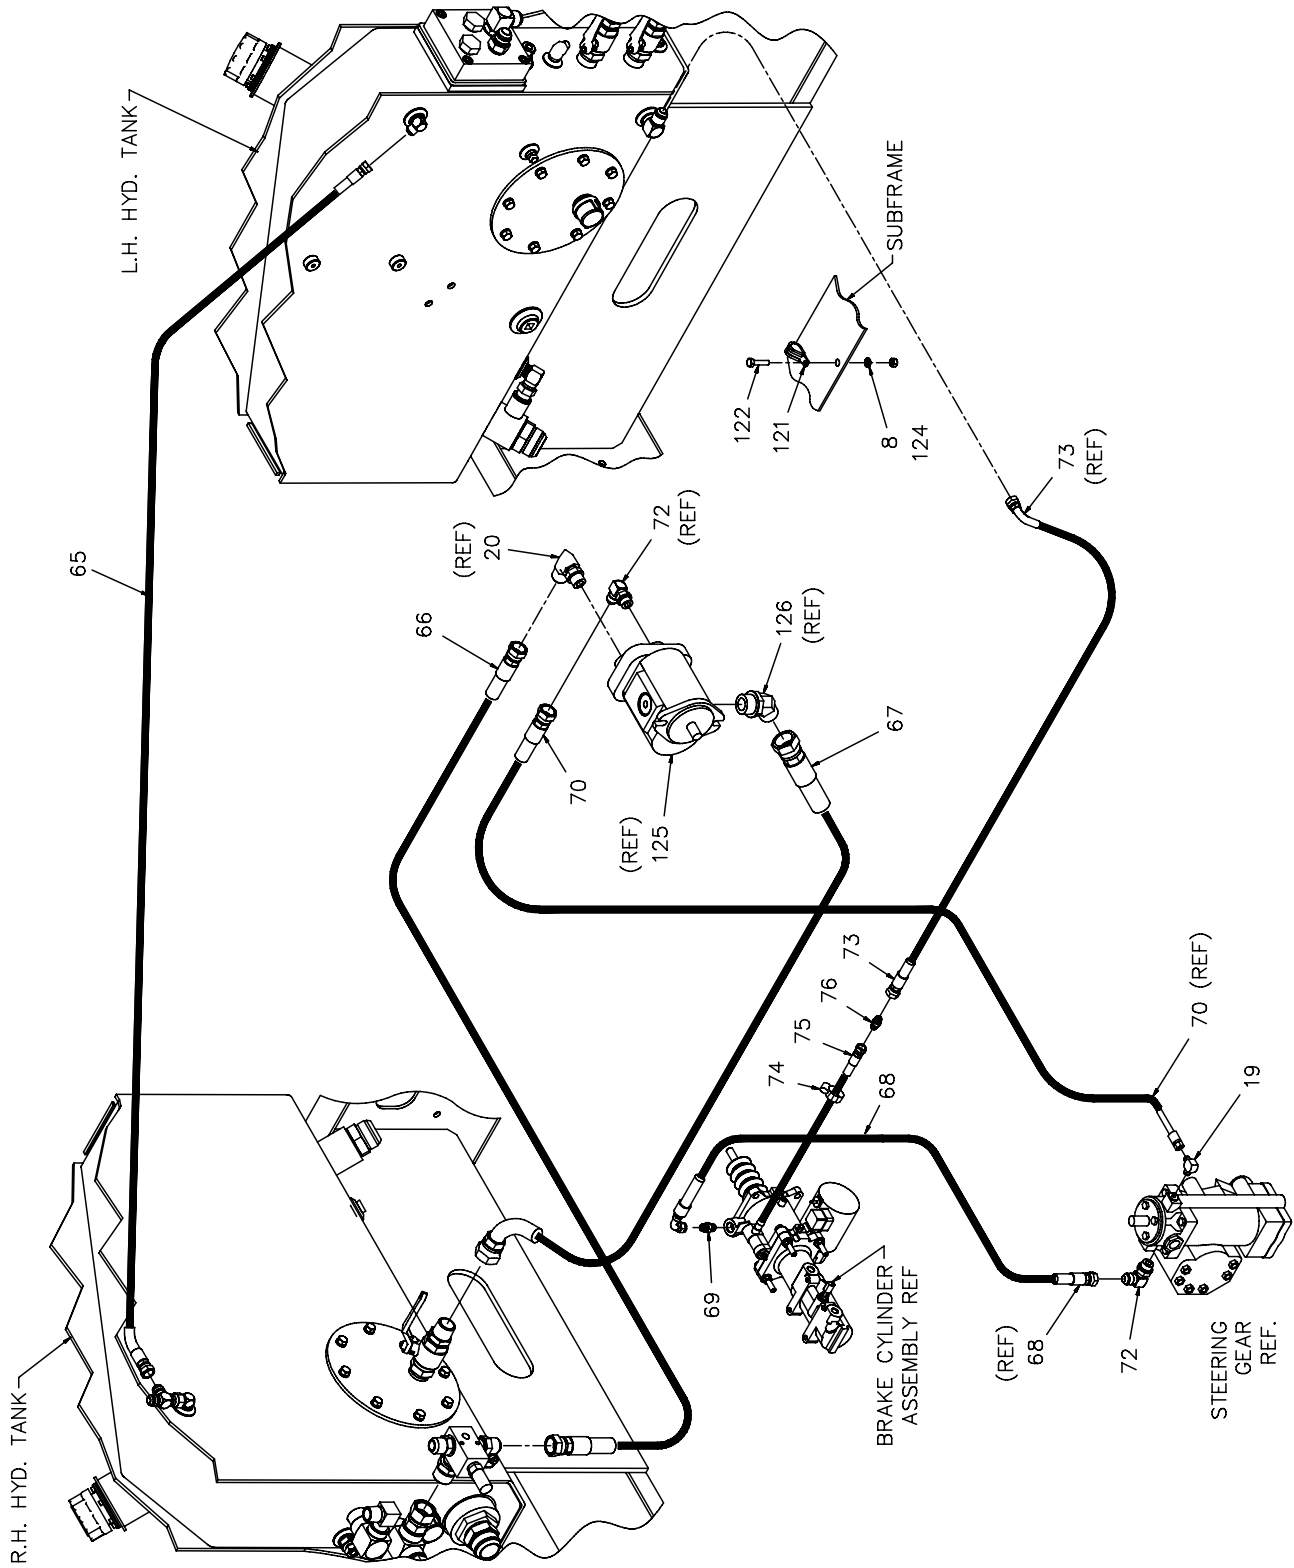 L.H. HYD. TANK
65
SUBFRAME
122
121
8
124
73
(REF)
(REF)
20
72
(REF)
66
126
(REF)
67
70
(REF)
125
73
76
75
74
68
70 (REF)
19
69
BRAKE CYLINDER
ASSEMBLY REF
(REF)
68
72
STEERING
GEAR
REF.
R.H. HYD. TANK